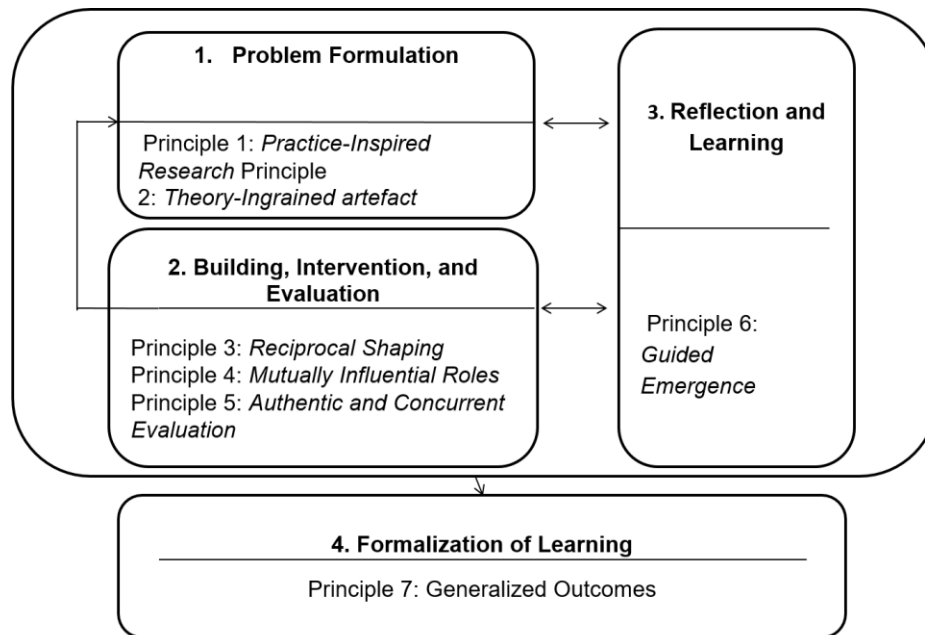 1. Problem Formulation
Principle 1: Practice-Inspired
Research Principle
2: Theory-Ingrained artefact
2. Building, Intervention, and
Evaluation
Principle 3: Reciprocal Shaping
Principle 4: Mutually Influential Roles
Principle 5: Authentic and Concurrent
Evaluation
3. Reflection and
Learning
Principle 6:
Guided
Emergence
4. Formalization of Learning
Principle 7: Generalized Outcomes